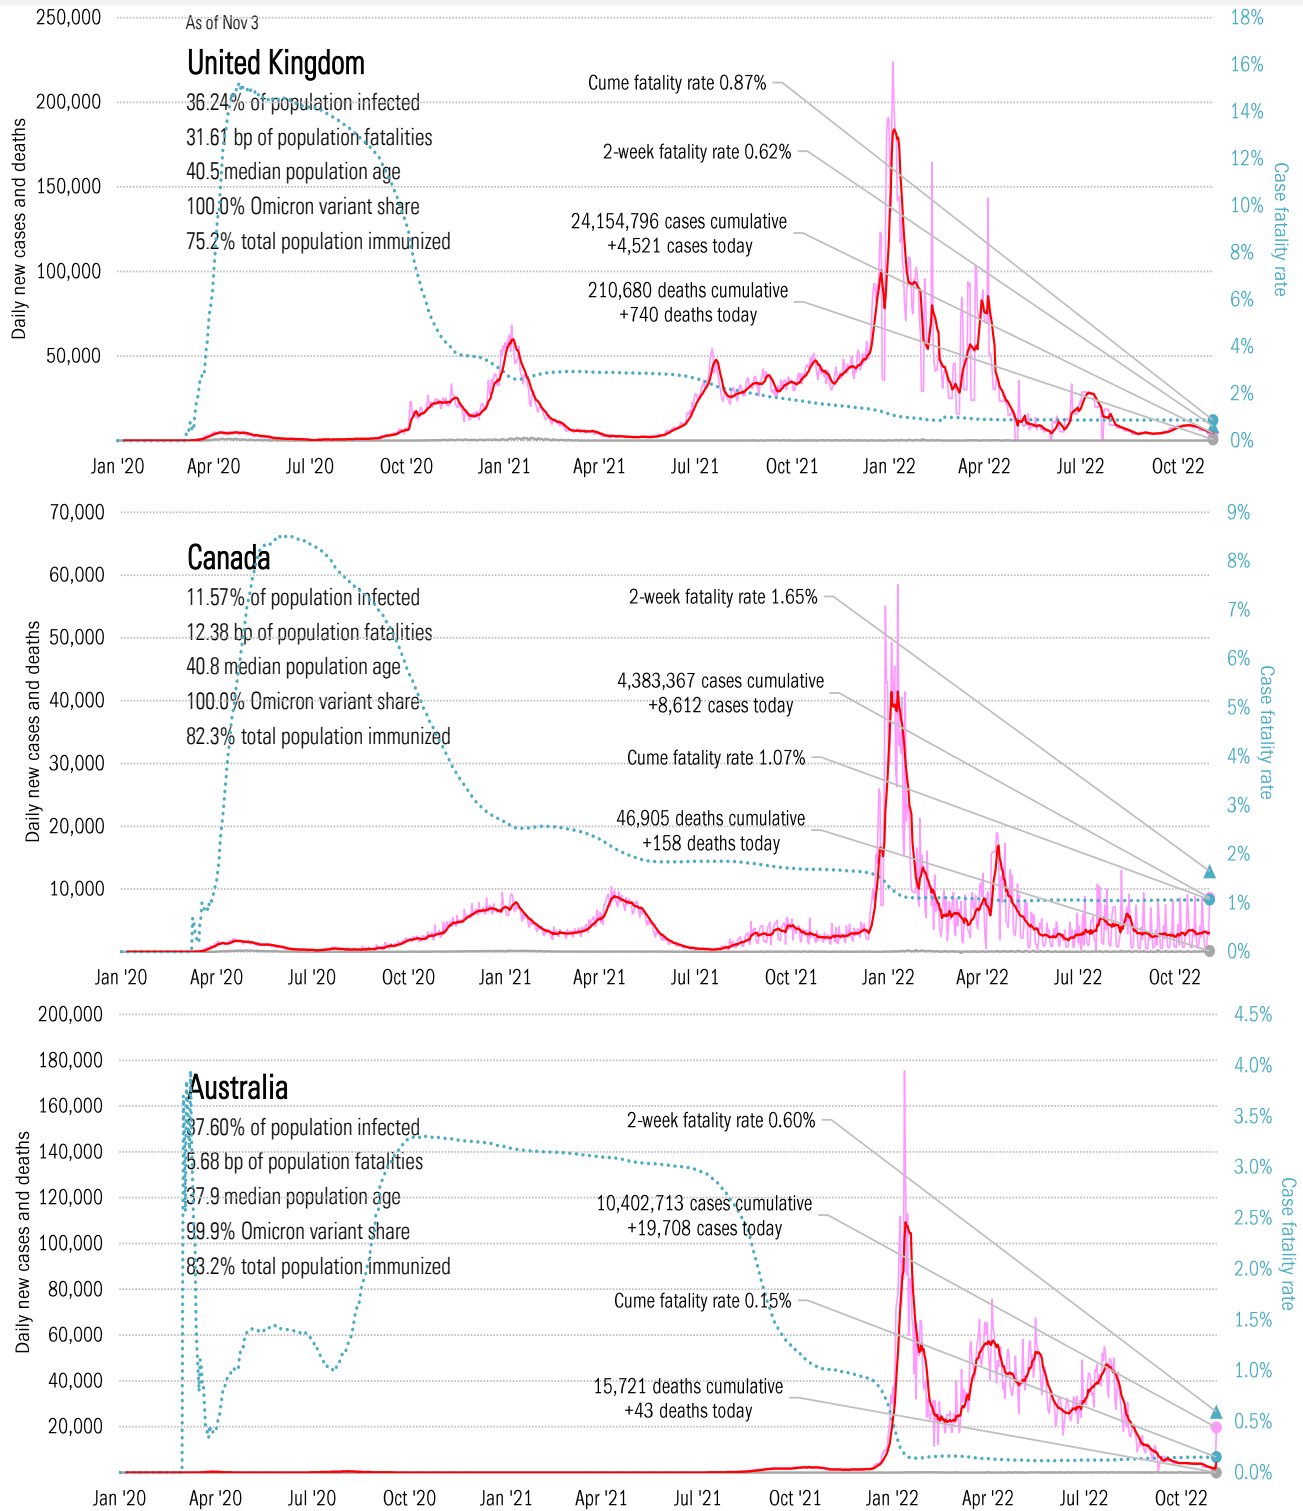 As of Nov 3
United Kingdom
36.24% of population infected
31.61 bp of population fatalities
40.5 median population age
100.0% Omicron variant share
75.2% total population immunized
Cume fatality rate 0.87%
2-week fatality rate 0.62%
24,154,796 cases cumulative
+4,521 cases today
210,680 deaths cumulative
+740 deaths today
Daily new cases and deaths
250,000
200,000
150,000
100,000
50,000
Case fatality rate
18%
16%
14%
12%
10%
8%
6%
4%
2%
0%
Jan '20 Apr '20 Jul '20 Oct '20 Jan '21 Apr '21 Jul '21 Oct '21 Jan '22 Apr '22 Jul '22 Oct '22
Canada
11.57% of population infected
12.38 bp of population fatalities
40.8 median population age
100.0% Omicron variant share
82.3% total population immunized
2-week fatality rate 1.65%
4,383,367 cases cumulative
+8,612 cases today
Cume fatality rate 1.07%
46,905 deaths cumulative
+158 deaths today
Daily new cases and deaths
70,000
60,000
50,000
40,000
30,000
20,000
10,000
Case fatality rate
9%
8%
7%
6%
5%
4%
3%
2%
1%
0%
Jan '20 Apr '20 Jul '20 Oct '20 Jan '21 Apr '21 Jul '21 Oct '21 Jan '22 Apr '22 Jul '22 Oct '22
Australia
37.60% of population infected
5.68 bp of population fatalities
37.9 median population age
99.9% Omicron variant share
83.2% total population immunized
2-week fatality rate 0.60%
10,402,713 cases cumulative
+19,708 cases today
Cume fatality rate 0.15%
15,721 deaths cumulative
+43 deaths today
Daily new cases and deaths
200,000
180,000
160,000
140,000
120,000
100,000
80,000
60,000
40,000
20,000
Case fatality rate
4.5%
4.0%
3.5%
3.0%
2.5%
2.0%
1.5%
1.0%
0.5%
0.0%
Jan '20 Apr '20 Jul '20 Oct '20 Jan '21 Apr '21 Jul '21 Oct '21 Jan '22 Apr '22 Jul '22 Oct '22